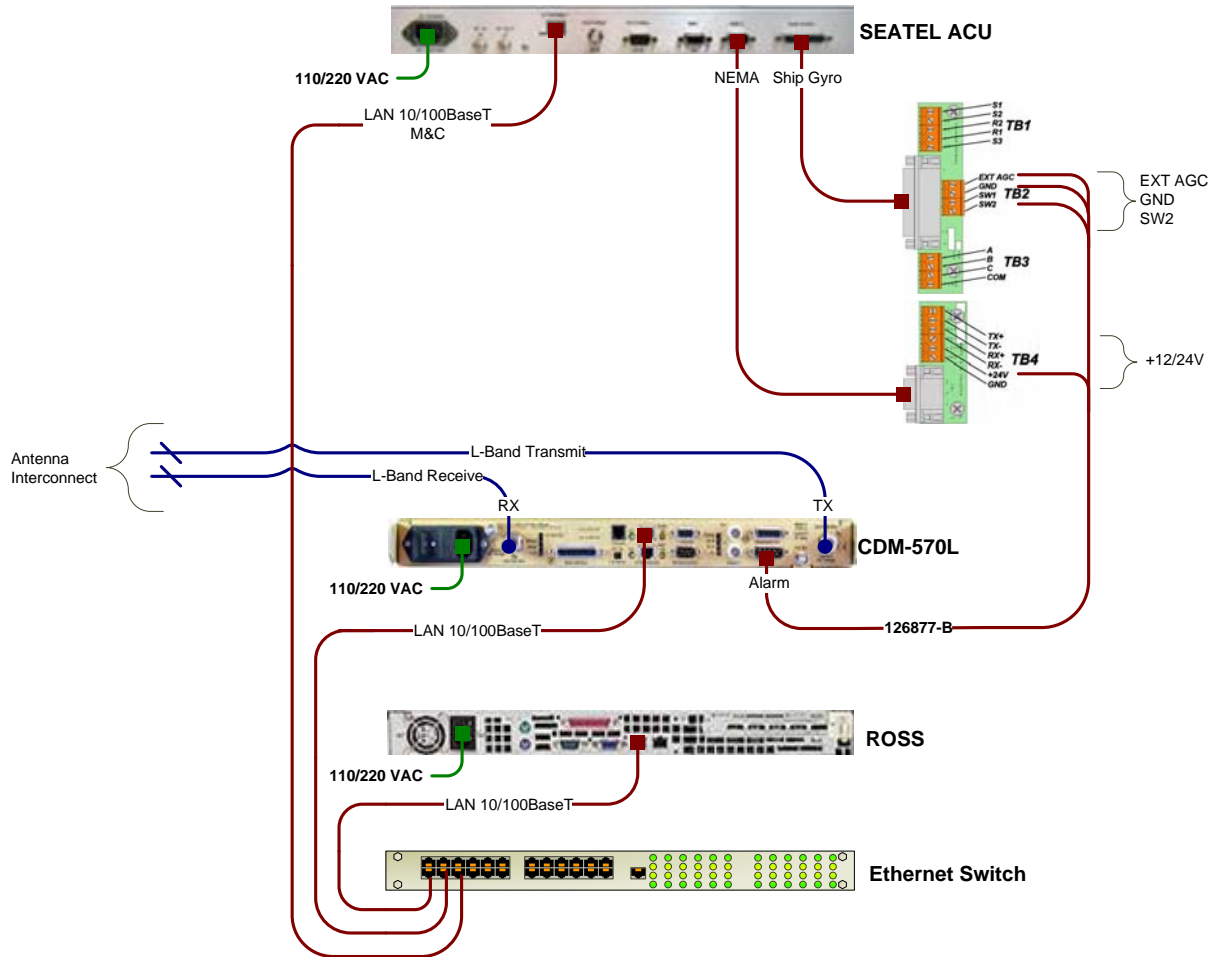 SEATEL ACU
110/220 VAC
NEMA
Ship Gyro
LAN 10/100BaseT
M&C
S1
S2
R2
R1
S3
TB1
EXT AGC
GND
SW1
SW2
TB2
EXT AGC
GND
SW2
A
B
C
COM
TB3
TX+
TX-
RX+
RX-
+24V
GND
TB4
+12/24V
Antenna
Interconnect
L-Band Transmit
L-Band Receive
RX
TX
CDM-570L
110/220 VAC
Alarm
LAN 10/100BaseT
126877-B
ROSS
110/220 VAC
LAN 10/100BaseT
Ethernet Switch